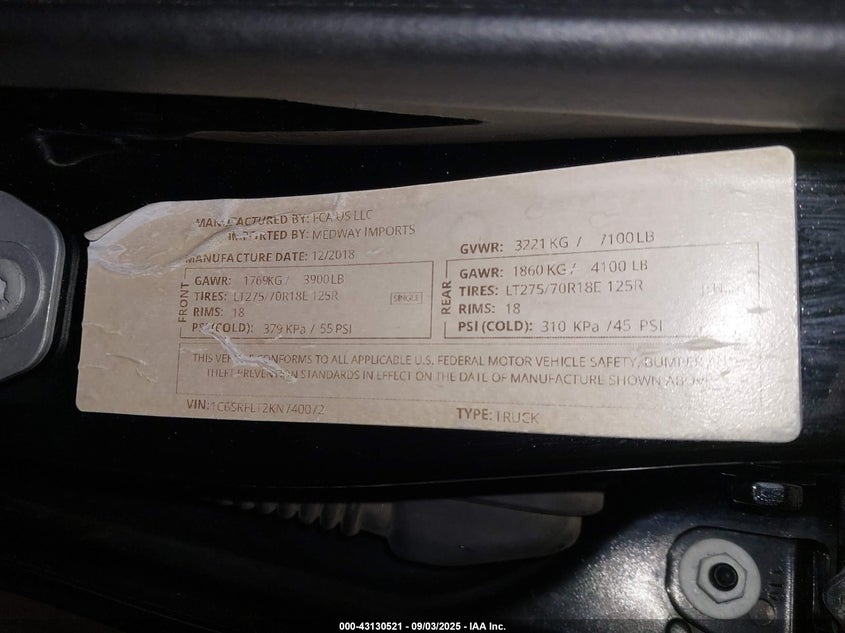 MANUFACTURED BY: FCA US LLC
IMPORTED BY: MEDWAY IMPORTS
MANUFACTURE DATE: 12/2018
GVWR: 3221 KG / 7100 LB
FRONT
GAWR: 1769KG / 3900 LB
TIRES: LT275/70R18E 125R
SINGLE
RIMS: 18
PSI (COLD): 379 KPa / 55 PSI
REAR
GAWR: 1860 KG / 4100 LB
TIRES: LT275/70R18E 125R
RIMS: 18
PSI (COLD): 310 KPa /45 PSI
THIS VEHICLE CONFORMS TO ALL APPLICABLE U.S. FEDERAL MOTOR VEHICLE SAFETY, BUMPER AND
THEFT PREVENTION STANDARDS IN EFFECT ON THE DATE OF MANUFACTURE SHOWN ABOVE
VIN: 1C6SRFLT2KN740072
TYPE: TRUCK
000-43130521 - 09/03/2025 - IAA Inc.